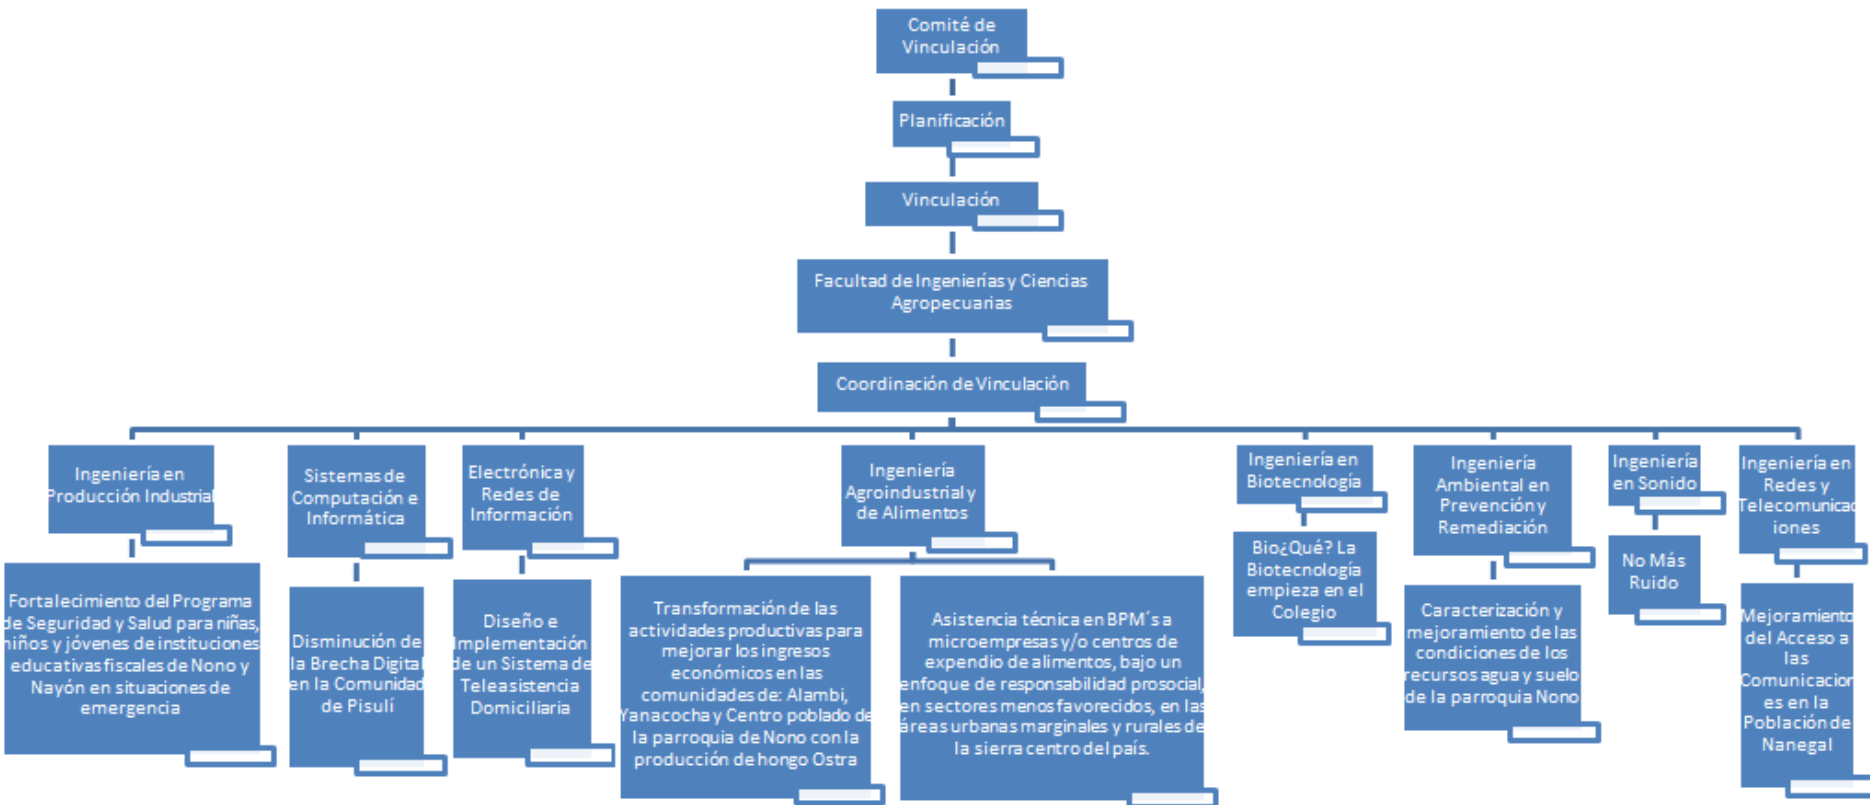 Comité de
Vinculación
Planificación
Vinculación
Facultad de Ingenierías y Ciencias
Agropecuarias
Coordinación de Vinculación
Ingeniería en
Producción Industrial
Sistemas de
Computación e
Informática
Electrónica y
Redes de
Información
Ingeniería
Agroindustrial y
de Alimentos
Ingeniería en
Biotecnología
Ingeniería
Ambiental en
Prevención y
Remediación
Ingeniería
en Sonido
Ingeniería en
Redes y
Telecomunicac
iones
Fortalecimiento del Programa
de Seguridad y Salud para niñas,
niños y jóvenes de instituciones
educativas fiscales de Nono y
Nayón en situaciones de
emergencia
Disminución de
la Brecha Digital
en la Comunidad
de Pisulí
Diseño e
Implementación
de un Sistema de
Teleasistencia
Domiciliaria
Transformación de las
actividades productivas para
mejorar los ingresos
económicos en las
comunidades de: Alambi,
Yanacocha y Centro poblado de
la parroquia de Nono con la
producción de hongo Ostra
Asistencia técnica en BPM´s a
microempresas y/o centros de
expendio de alimentos, bajo un
enfoque de responsabilidad prosocial,
en sectores menos favorecidos, en las
áreas urbanas marginales y rurales de
la sierra centro del país.
Bio¿Qué? La
Biotecnología
empieza en el
Colegio
Caracterización y
mejoramiento de las
condiciones de los
recursos agua y suelo
de la parroquia Nono
No Más
Ruido
Mejoramiento
del Acceso a
las
Comunicacion
es en la
Población de
Nanegal